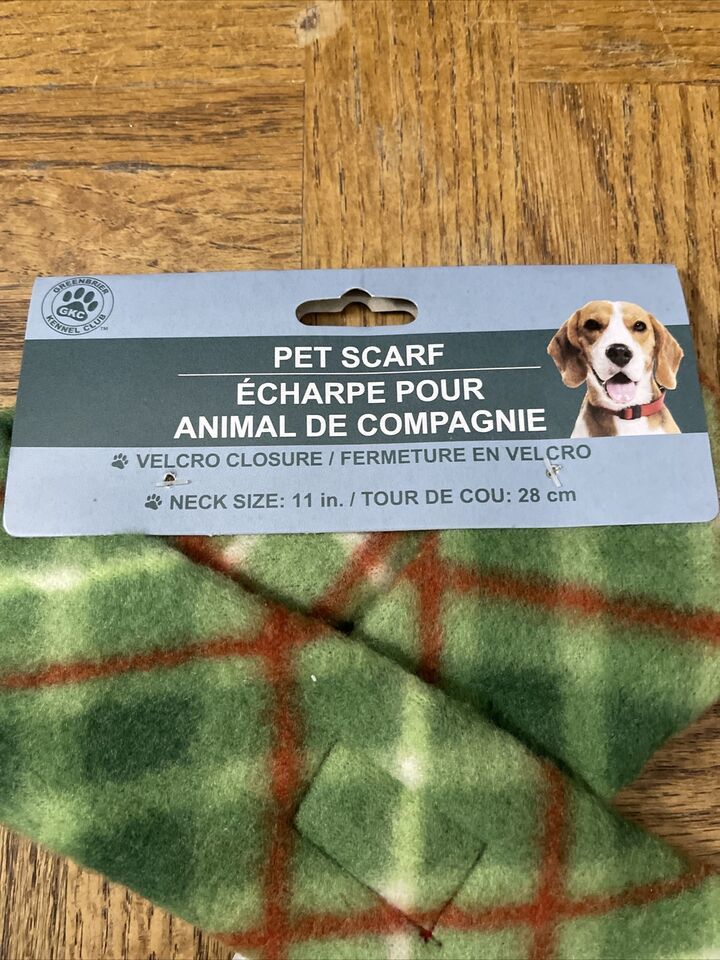 GREENBRIER
GKC
KENNEL CLUB
TM
PET SCARF
ÉCHARPE POUR
ANIMAL DE COMPAGNIE
VELCRO CLOSURE / FERMETURE EN VELCRO
NECK SIZE: 11 in. / TOUR DE COU: 28 cm